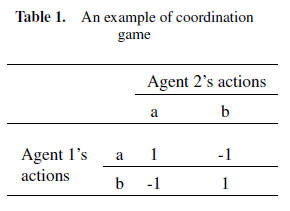 Table 1. An example of coordination
game
Agent 2's actions
a b
Agent 1's a 1 -1
actions
b -1 1